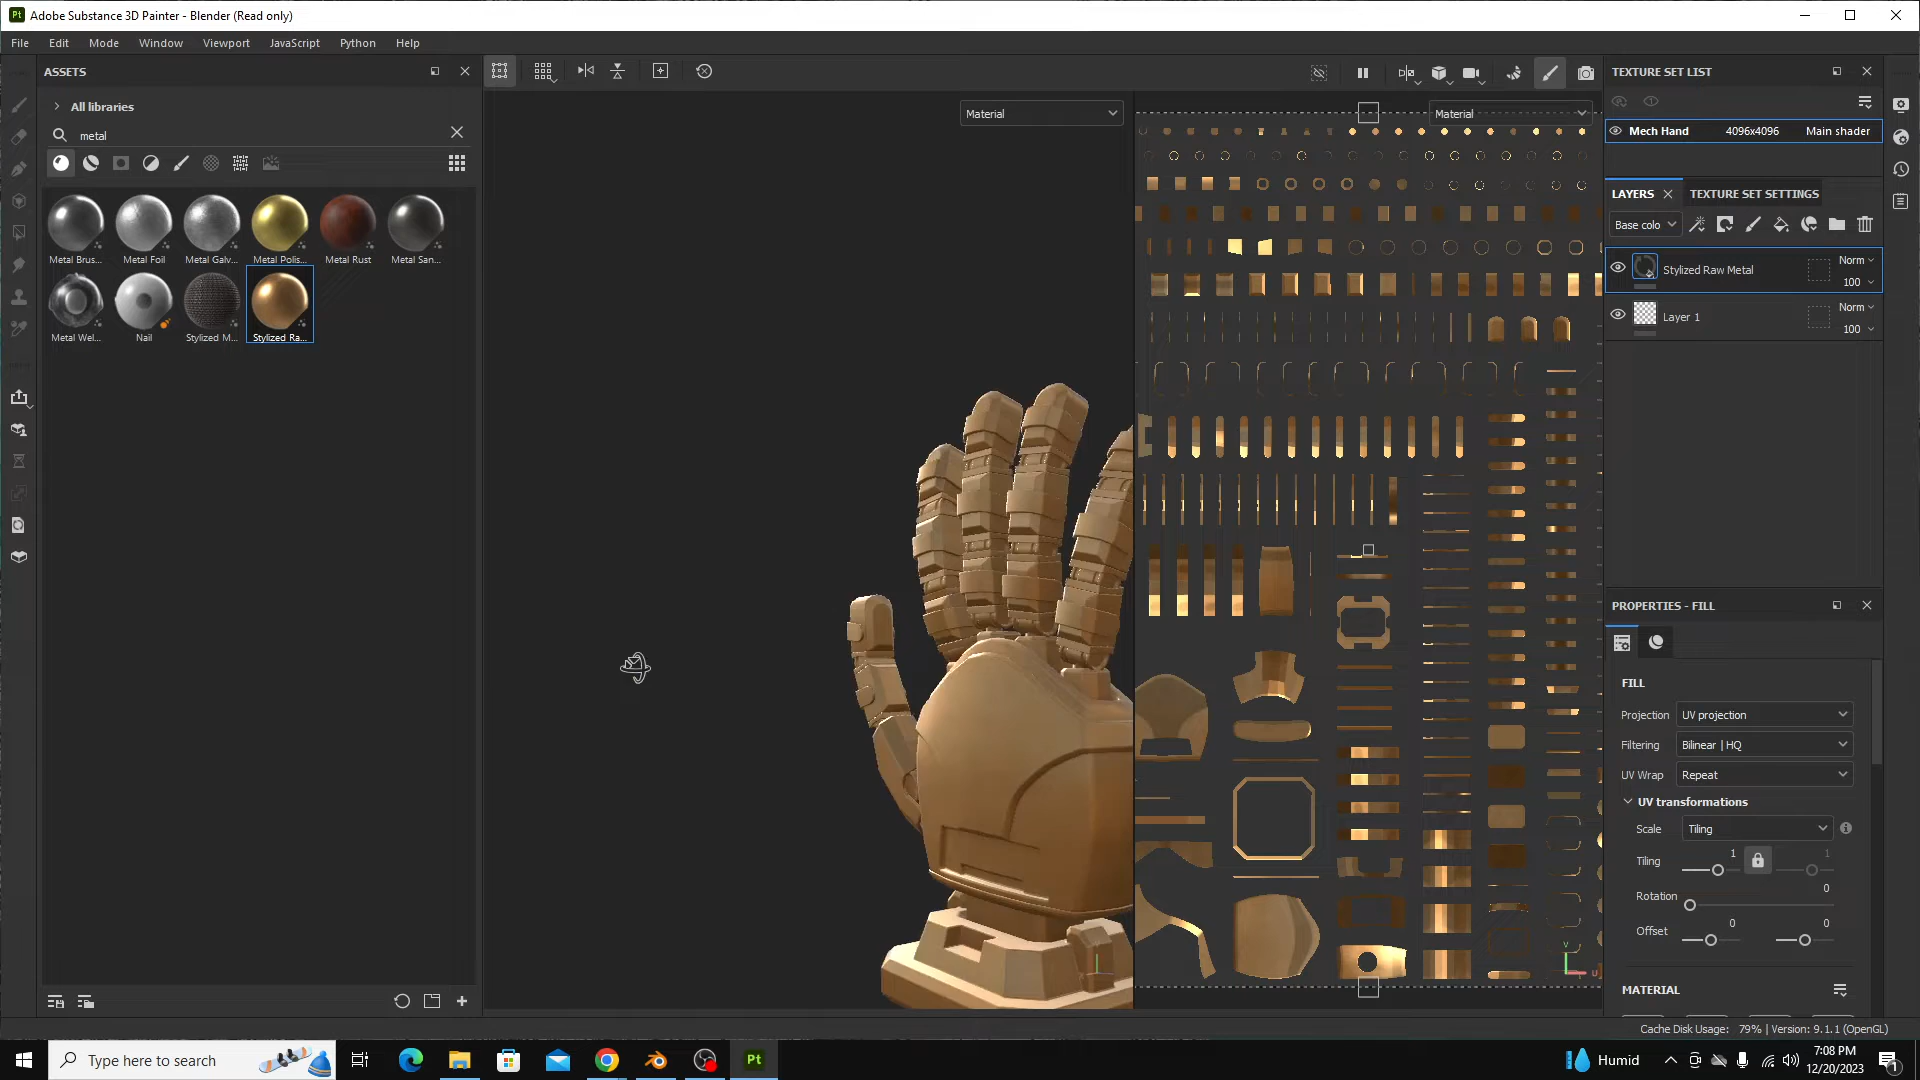 Pt Adobe Substance 3D Painter - Blender (Read only)
File Edit Mode Window Viewport JavaScript Python Help
ASSETS
All libraries
metal
Metal Brus... Metal Foil Metal Galv... Metal Polis... Metal Rust Metal San...
Metal Wel... Nail Stylized M... Stylized Ra...
Material
Material
V
U
TEXTURE SET LIST
Mech Hand 4096x4096 Main shader
LAYERS TEXTURE SET SETTINGS
Base colo
Stylized Raw Metal Norm
100
Layer 1 Norm
100
PROPERTIES - FILL
FILL
Projection UV projection
Filtering Bilinear | HQ
UV Wrap Repeat
UV transformations
Scale Tiling
Tiling 1 1
Rotation 0
Offset 0 0
MATERIAL
Cache Disk Usage: 79% | Version: 9.1.1 (OpenGL)
Type here to search
Pt
Humid
7:08 PM
12/20/2023
1